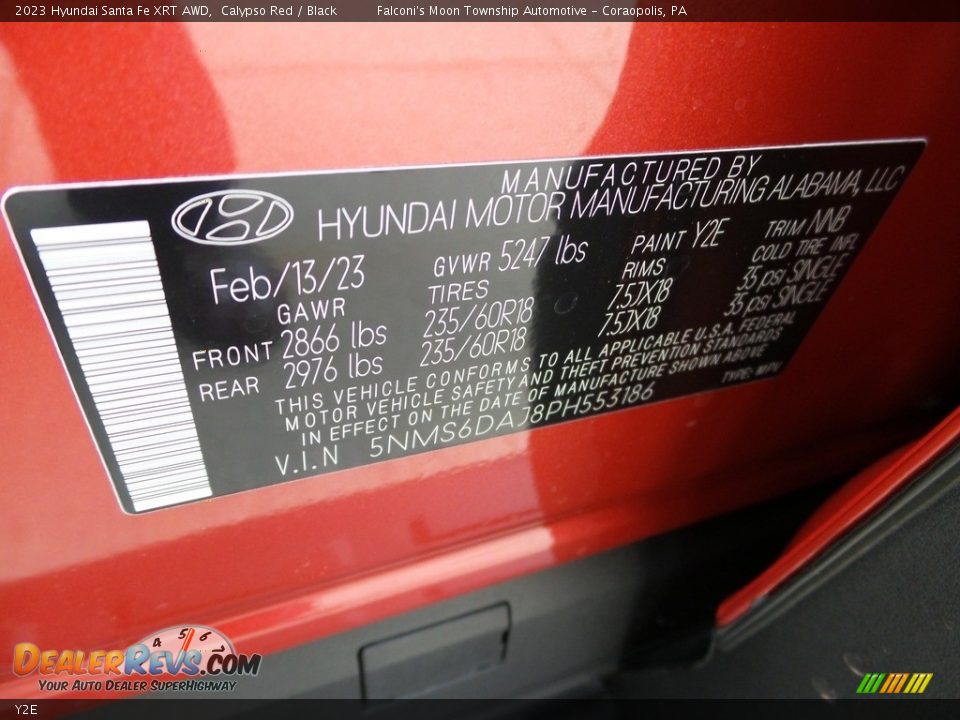 2023 Hyundai Santa Fe XRT AWD, Calypso Red / Black Falconi's Moon Township Automotive - Coraopolis, PA
MANUFACTURED BY
HYUNDAI MOTOR MANUFACTURING ALABAMA, LLC
Feb/13/23 GVWR 5247 lbs PAINT Y2E TRIM NNB
GAWR TIRES RIMS COLD TIRE INFL
FRONT 2866 lbs 235/60R18 7.5JX18 35 psi SINGLE
REAR 2976 lbs 235/60R18 7.5JX18 35 psi SINGLE
THIS VEHICLE CONFORMS TO ALL APPLICABLE U.S.A. FEDERAL
MOTOR VEHICLE SAFETY AND THEFT PREVENTION STANDARDS
IN EFFECT ON THE DATE OF MANUFACTURE SHOWN ABOVE
V.I.N 5NMS6DAJ8PH553186 TYPE: MPV
4 5 6
DEALERREVS.COM
YOUR AUTO DEALER SUPERHIGHWAY
Y2E